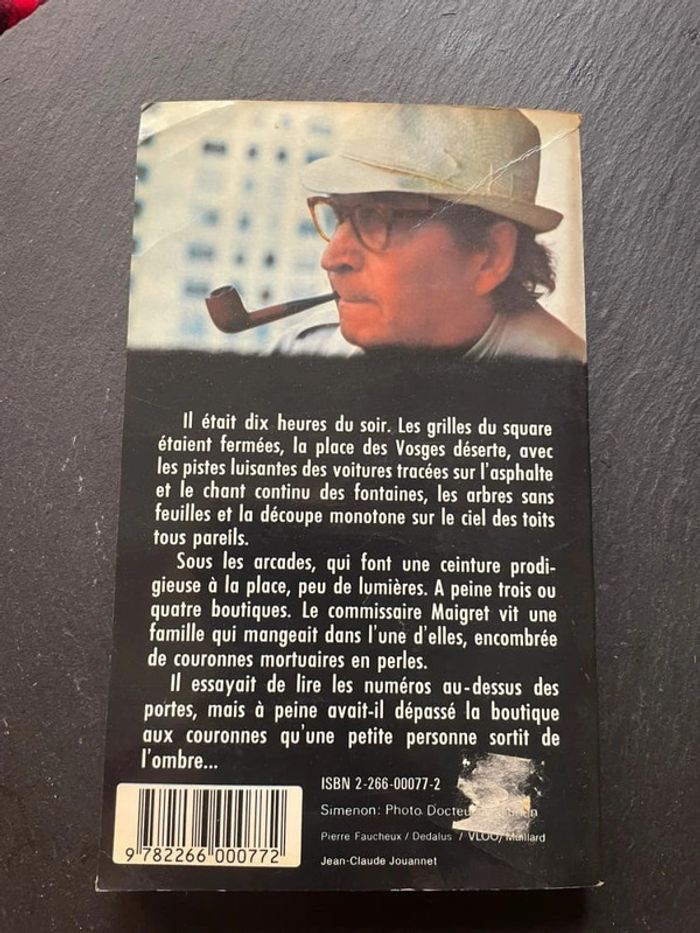 Il était dix heures du soir. Les grilles du square
étaient fermées, la place des Vosges déserte, avec
les pistes luisantes des voitures tracées sur l'asphalte
et le chant continu des fontaines, les arbres sans
feuilles et la découpe monotone sur le ciel des toits
tous pareils.
Sous les arcades, qui font une ceinture prodi-
gieuse à la place, peu de lumières. A peine trois ou
quatre boutiques. Le commissaire Maigret vit une
famille qui mangeait dans l'une d'elles, encombrée
de couronnes mortuaires en perles.
Il essayait de lire les numéros au-dessus des
portes, mais à peine avait-il dépassé la boutique
aux couronnes qu'une petite personne sortit de
l'ombre...
ISBN 2-266-00077-2
Simenon: Photo
Pierre Faucheux / Dedalus / VLOO/
Jean-Claude Jouannet
9 782266 000772